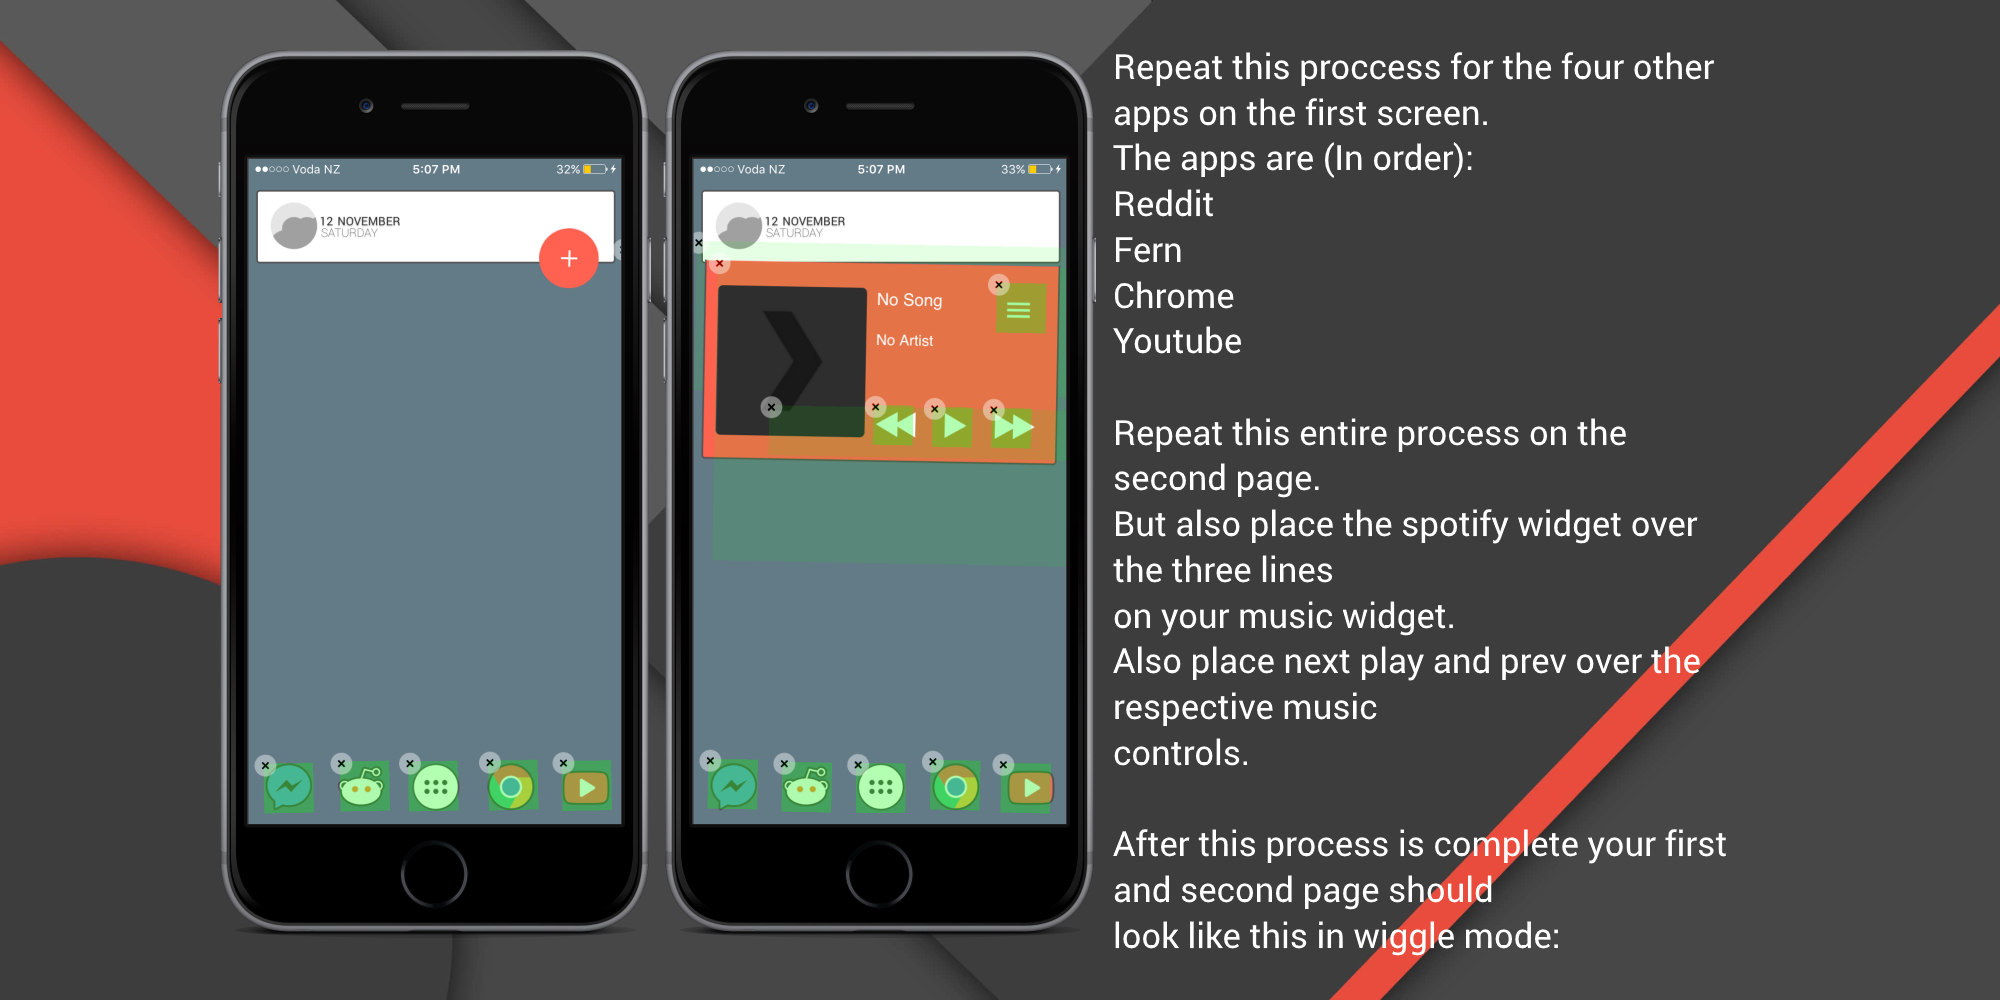 Voda NZ 5:07 PM 32%
12 NOVEMBER
SATURDAY
Voda NZ 5:07 PM 33%
12 NOVEMBER
SATURDAY
No Song
No Artist
Repeat this proccess for the four other
apps on the first screen.
The apps are (In order):
Reddit
Fern
Chrome
Youtube
Repeat this entire process on the
second page.
But also place the spotify widget over
the three lines
on your music widget.
Also place next play and prev over the
respective music
controls.
After this process is complete your first
and second page should
look like this in wiggle mode: